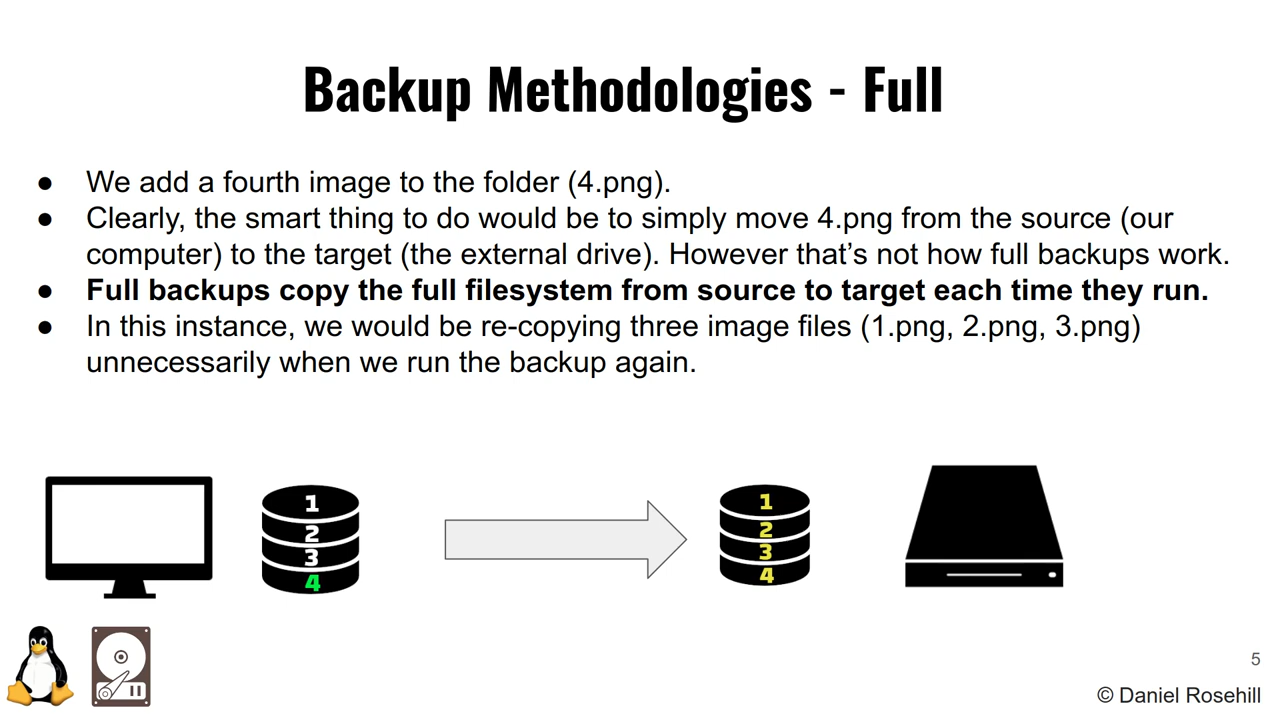 Backup Methodologies - Full
● We add a fourth image to the folder (4.png).
● Clearly, the smart thing to do would be to simply move 4.png from the source (our
computer) to the target (the external drive). However that’s not how full backups work.
● Full backups copy the full filesystem from source to target each time they run.
● In this instance, we would be re-copying three image files (1.png, 2.png, 3.png)
unnecessarily when we run the backup again.
1
2
3
4
1
2
3
4
5
© Daniel Rosehill